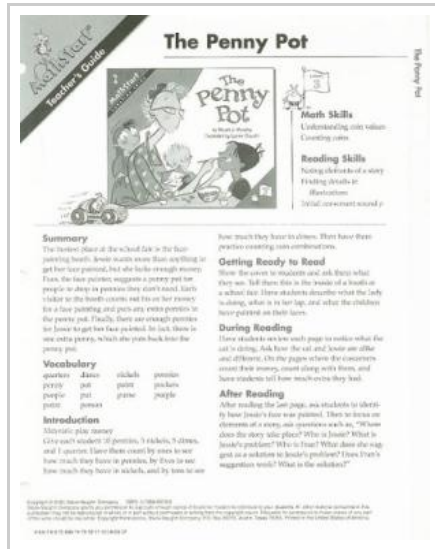 MathStart
Teacher's Guide
The Penny Pot
The Penny Pot
MathStart
The
Penny
Pot
Math Skills
Understanding coin values
Counting coins
Reading Skills
Noting elements of a story
Finding details in
illustrations
Initial consonant sound p
Summary
The busiest place at the school fair is the face-
painting booth. Jessie wants more than anything to
get her face painted, but she lacks enough money.
Fran, the face painter, suggests a penny pot for
people to drop in pennies they don't need. Each
visitor to the booth counts out his or her money
for a face painting and puts any extra pennies in
the penny pot. Finally, there are enough pennies
for Jessie to get her face painted. In fact, there is
one extra penny, which she puts back into the
penny pot.
Vocabulary
quarters dimes nickels pennies
penny pot paint pockets
people put purse purple
paint person
Introduction
Materials: play money
Give each student 10 pennies, 5 nickels, 5 dimes,
and 1 quarter. Have them count by ones to see
how much they have in pennies, by fives to see
how much they have in nickels, and by tens to see
how much they have in dimes. Then have them
practice counting coin combinations.
Getting Ready to Read
Show the cover to students and ask them what
they see. Tell them this is the inside of a booth at
a school fair. Have students describe what the lady
is doing, what is in her lap, and what the children
have painted on their faces.
During Reading
Have students review each page to notice what the
cat is doing. Ask how the cat and Jessie are alike
and different. On the pages where the customers
count their money, count along with them, and
have students tell how much extra they had.
After Reading
After reading the last page, ask students to identi-
fy how Jessie's face was painted. Then to focus on
elements of a story, ask questions such as, "Where
does the story take place? Who is Jessie? What is
Jessie's problem? Who is Fran? What does she sug-
gest as a solution to Jessie's problem? Does Fran's
suggestion work? What is the solution?"